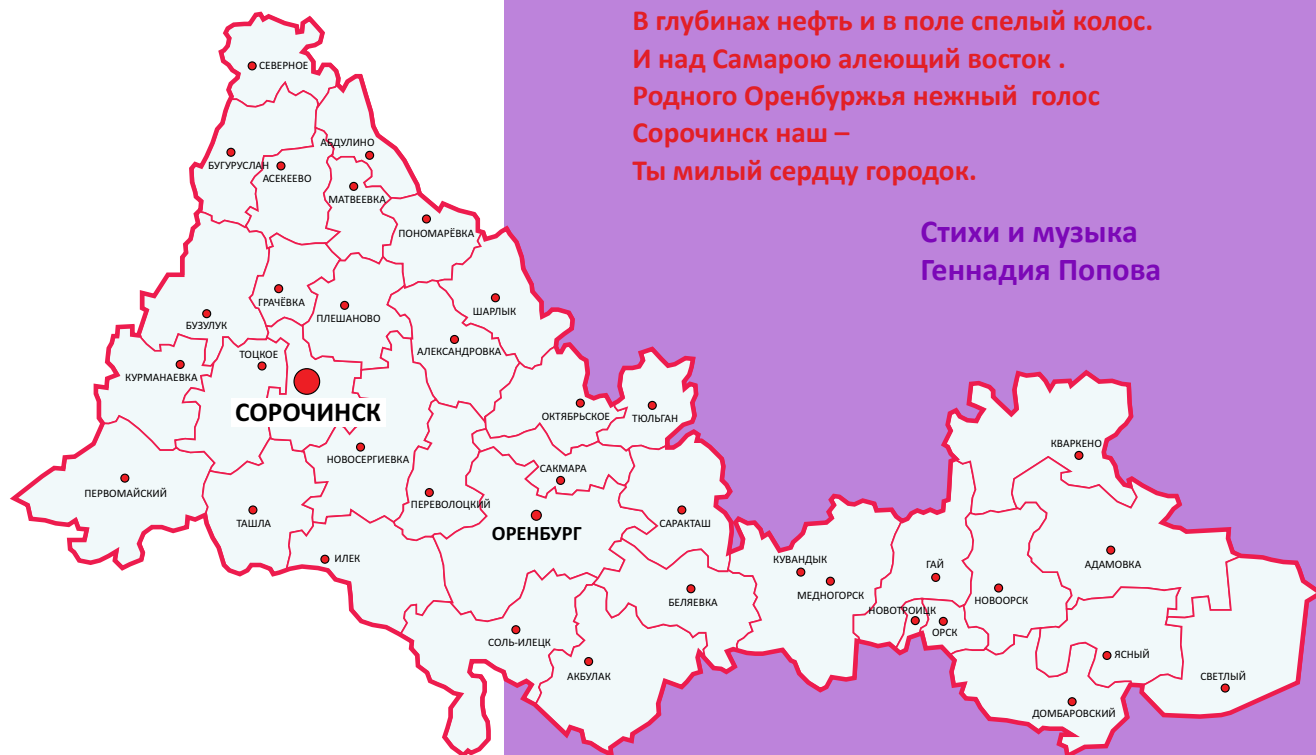 В глубинах нефть и в поле спелый колос.
И над Самарою алеющий восток .
Родного Оренбуржья нежный голос
Сорочинск наш –
Ты милый сердцу городок.
Стихи и музыка
Геннадия Попова
СЕВЕРНОЕ
АБДУЛИНО
БУГУРУСЛАН
АСЕКЕЕВО
МАТВЕЕВКА
ПОНОМАРЁВКА
ГРАЧЁВКА
ШАРЛЫК
ПЛЕШАНОВО
БУЗУЛУК
ТОЦКОЕ
АЛЕКСАНДРОВКА
КУРМАНАЕВКА
СОРОЧИНСК
ОКТЯБРЬСКОЕ
ТЮЛЬГАН
КВАРКЕНО
НОВОСЕРГИЕВКА
САКМАРА
ПЕРВОМАЙСКИЙ
ПЕРЕВОЛОЦКИЙ
ТАШЛА
ОРЕНБУРГ
САРАКТАШ
ИЛЕК
КУВАНДЫК
ГАЙ
АДАМОВКА
МЕДНОГОРСК
НОВООРСК
БЕЛЯЕВКА
НОВОТРОИЦК
ОРСК
СОЛЬ-ИЛЕЦК
ЯСНЫЙ
АКБУЛАК
СВЕТЛЫЙ
ДОМБАРОВСКИЙ